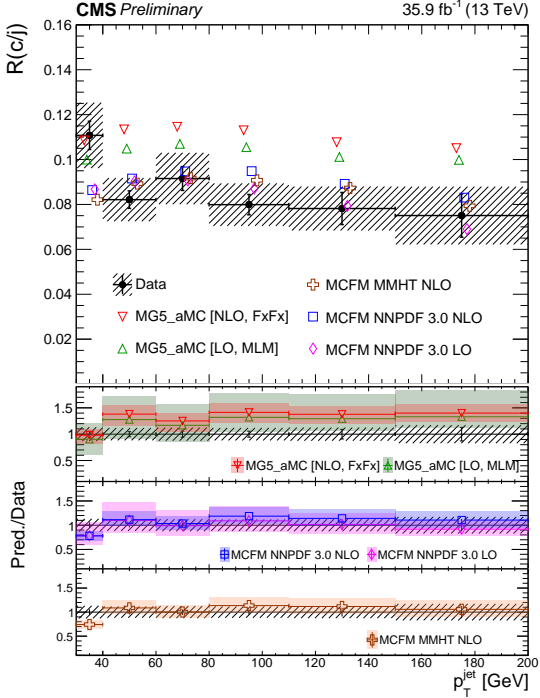 CMS Preliminary 35.9 fb⁻¹ (13 TeV)
R(c/j)
0.16
0.14
0.12
0.1
0.08
0.06
0.04
0.02
Data
MG5_aMC [NLO, FxFx]
MG5_aMC [LO, MLM]
MCFM MMHT NLO
MCFM NNPDF 3.0 NLO
MCFM NNPDF 3.0 LO
Pred./Data
1.5
1
0.5
MG5_aMC [NLO, FxFx] MG5_aMC [LO, MLM]
1.5
1
0.5
MCFM NNPDF 3.0 NLO MCFM NNPDF 3.0 LO
1.5
1
0.5
MCFM MMHT NLO
40 60 80 100 120 140 160 180 200
p_T^jet [GeV]